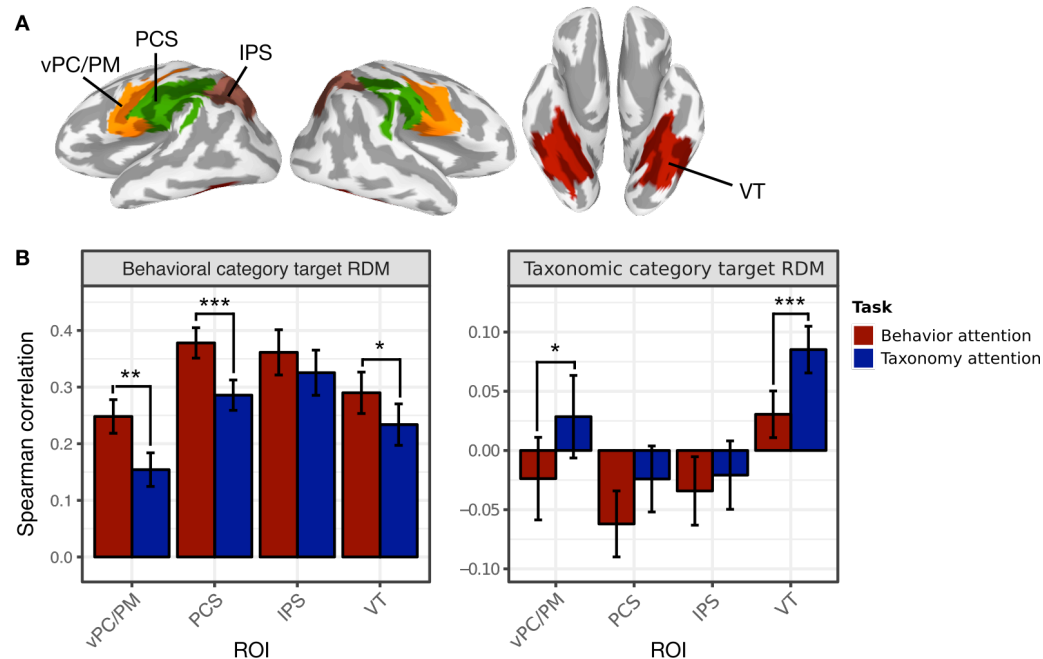 A
PCS
vPC/PM
IPS
VT
B
Behavioral category target RDM
Spearman correlation
0.4
0.3
0.2
0.1
0.0
**
***
*
vPC/PM
PCS
IPS
VT
ROI
Taxonomic category target RDM
0.10
0.05
0.00
−0.05
−0.10
*
***
vPC/PM
PCS
IPS
VT
ROI
Task
Behavior attention
Taxonomy attention